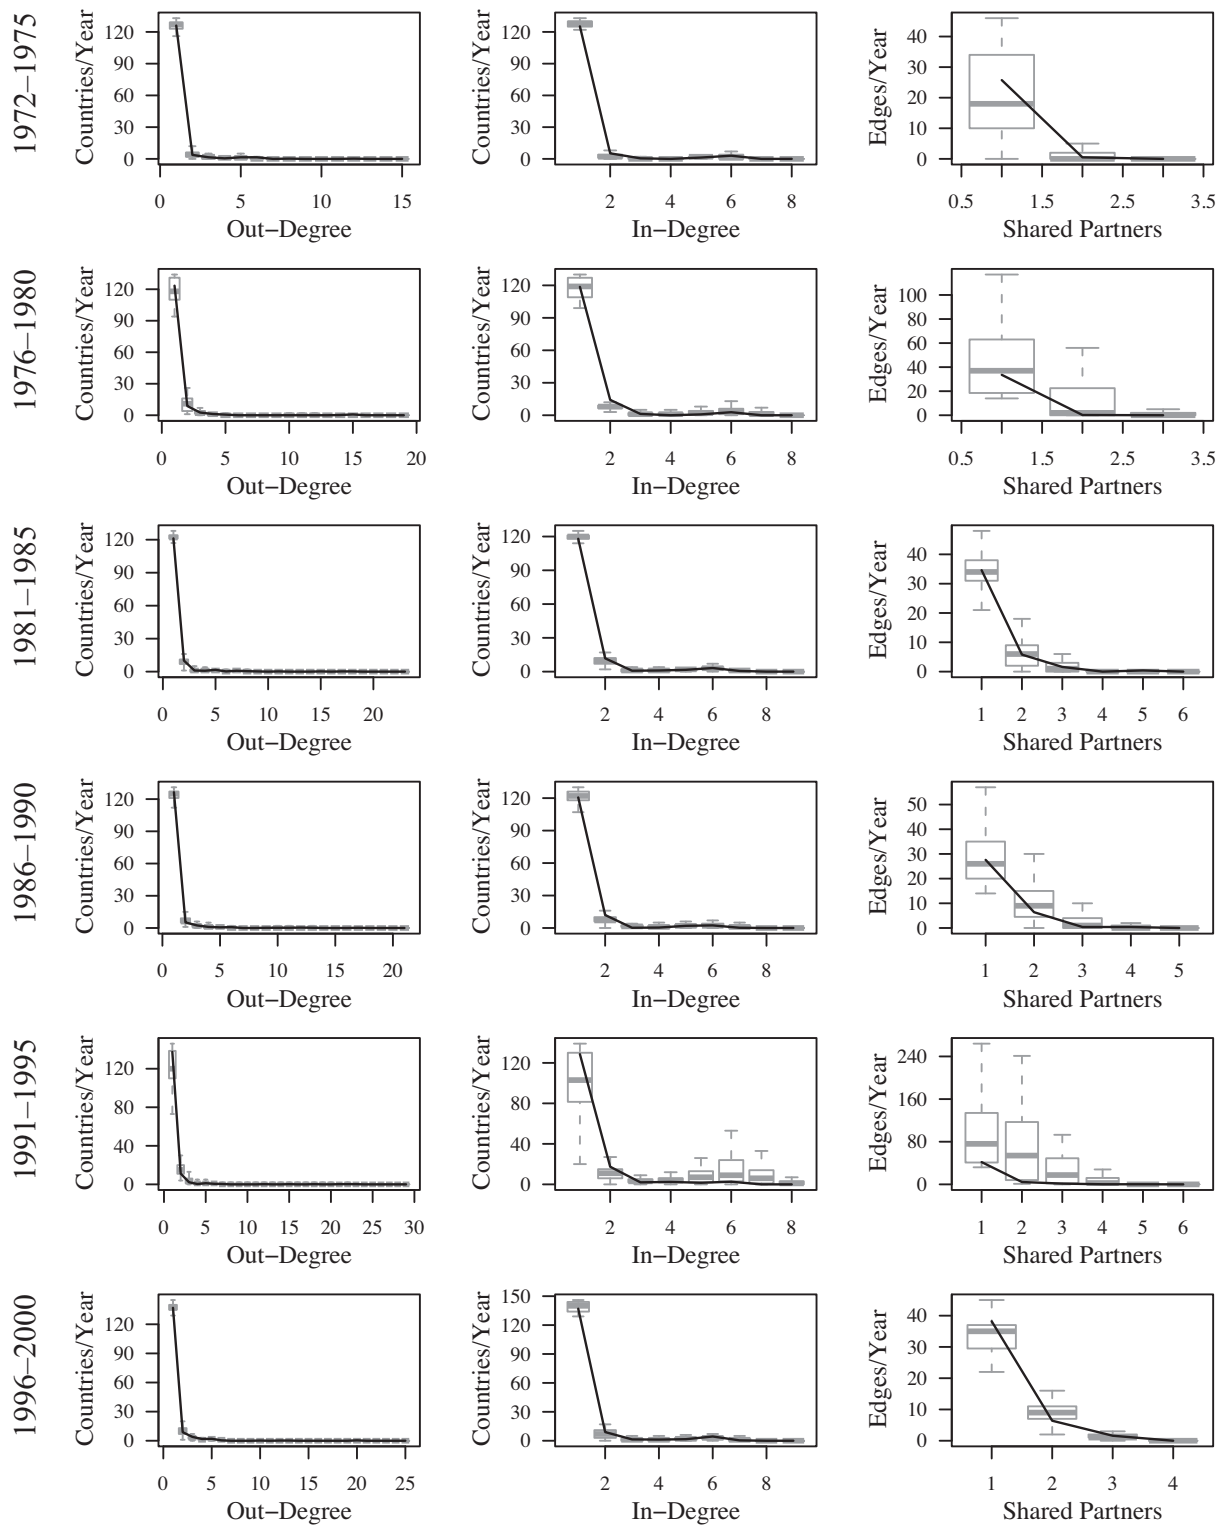 1972–1975
Countries/Year
120
90
60
30
0
0 5 10 15
Out−Degree
Countries/Year
120
90
60
30
0
2 4 6 8
In−Degree
Edges/Year
40
30
20
10
0
0.5 1.5 2.5 3.5
Shared Partners
1976–1980
Countries/Year
120
90
60
30
0
0 5 10 15 20
Out−Degree
Countries/Year
120
90
60
30
0
2 4 6 8
In−Degree
Edges/Year
100
80
60
40
20
0
0.5 1.5 2.5 3.5
Shared Partners
1981–1985
Countries/Year
120
90
60
30
0
0 5 10 15 20
Out−Degree
Countries/Year
120
90
60
30
0
2 4 6 8
In−Degree
Edges/Year
40
30
20
10
0
1 2 3 4 5 6
Shared Partners
1986–1990
Countries/Year
120
90
60
30
0
0 5 10 15 20
Out−Degree
Countries/Year
120
90
60
30
0
2 4 6 8
In−Degree
Edges/Year
50
40
30
20
10
0
1 2 3 4 5
Shared Partners
1991–1995
Countries/Year
120
80
40
0
0 5 10 15 20 25 30
Out−Degree
Countries/Year
120
80
40
0
2 4 6 8
In−Degree
Edges/Year
240
160
80
0
1 2 3 4 5 6
Shared Partners
1996–2000
Countries/Year
120
90
60
30
0
0 5 10 15 20 25
Out−Degree
Countries/Year
150
120
90
60
30
0
2 4 6 8
In−Degree
Edges/Year
40
30
20
10
0
1 2 3 4
Shared Partners